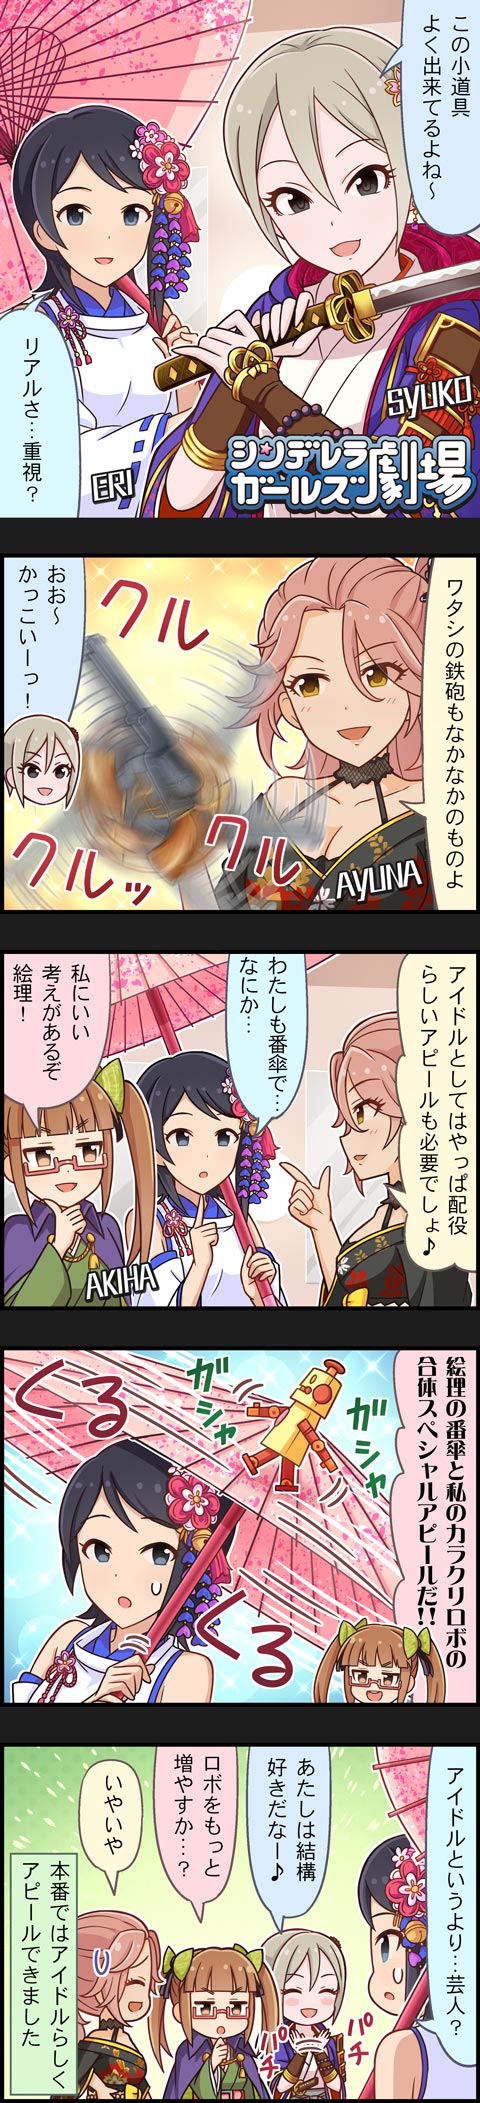 この小道具
よく出来てるよね～
リアルさ…重視？
SYUKO
ERI
シンデレラ
ガールズ劇場
ワタシの鉄砲もなかなかのものよ
クル
クル
クルッ
おお～
かっこいーっ！
AYUNA
アイドルとしてはやっぱ配役
らしいアピールも必要でしょ♪
わたしも番傘で…
なにか…
私にいい
考えがあるぞ
絵理！
AKIHA
絵理の番傘と私のカラクリロボの
合体スペシャルアピールだ!!
ガシャ
ガシャ
くる
くる
アイドルというより…芸人？
あたしは結構
好きだなー♪
パチ
パチ
ロボをもっと
増やすか…？
いやいや
本番ではアイドルらしく
アピールできました